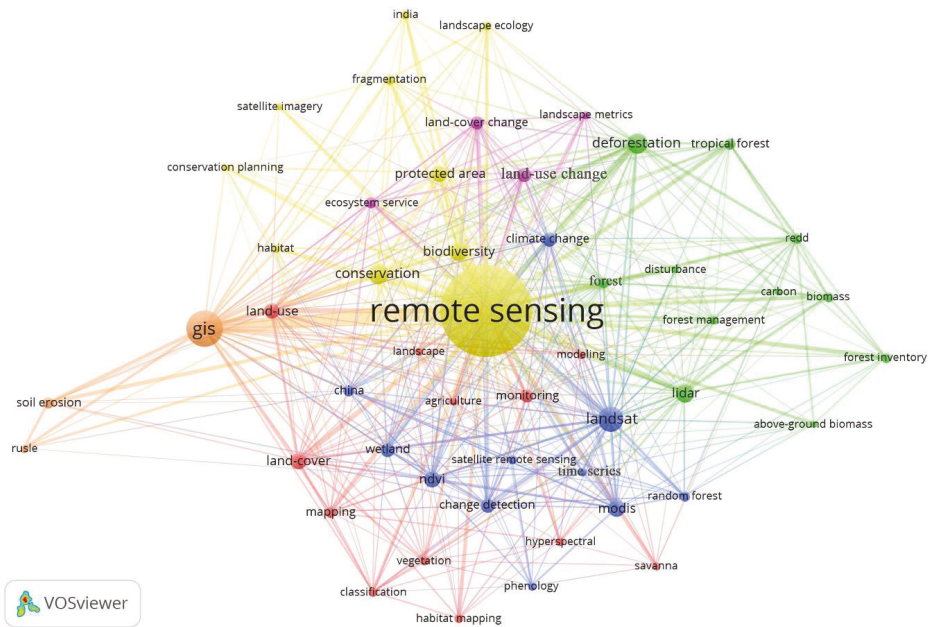 india
landscape ecology
fragmentation
satellite imagery
landscape metrics
land-cover change
deforestation
tropical forest
conservation planning
protected area
land-use change
ecosystem service
climate change
redd
habitat
biodiversity
conservation
disturbance
forest
carbon
biomass
remote sensing
land-use
gis
forest management
landscape
modeling
forest inventory
china
agriculture
monitoring
lidar
soil erosion
landsat
above-ground biomass
rusle
wetland
land-cover
satellite remote sensing
time series
ndvi
random forest
mapping
change detection
modis
hyperspectral
vegetation
savanna
classification
phenology
habitat mapping
VOSviewer